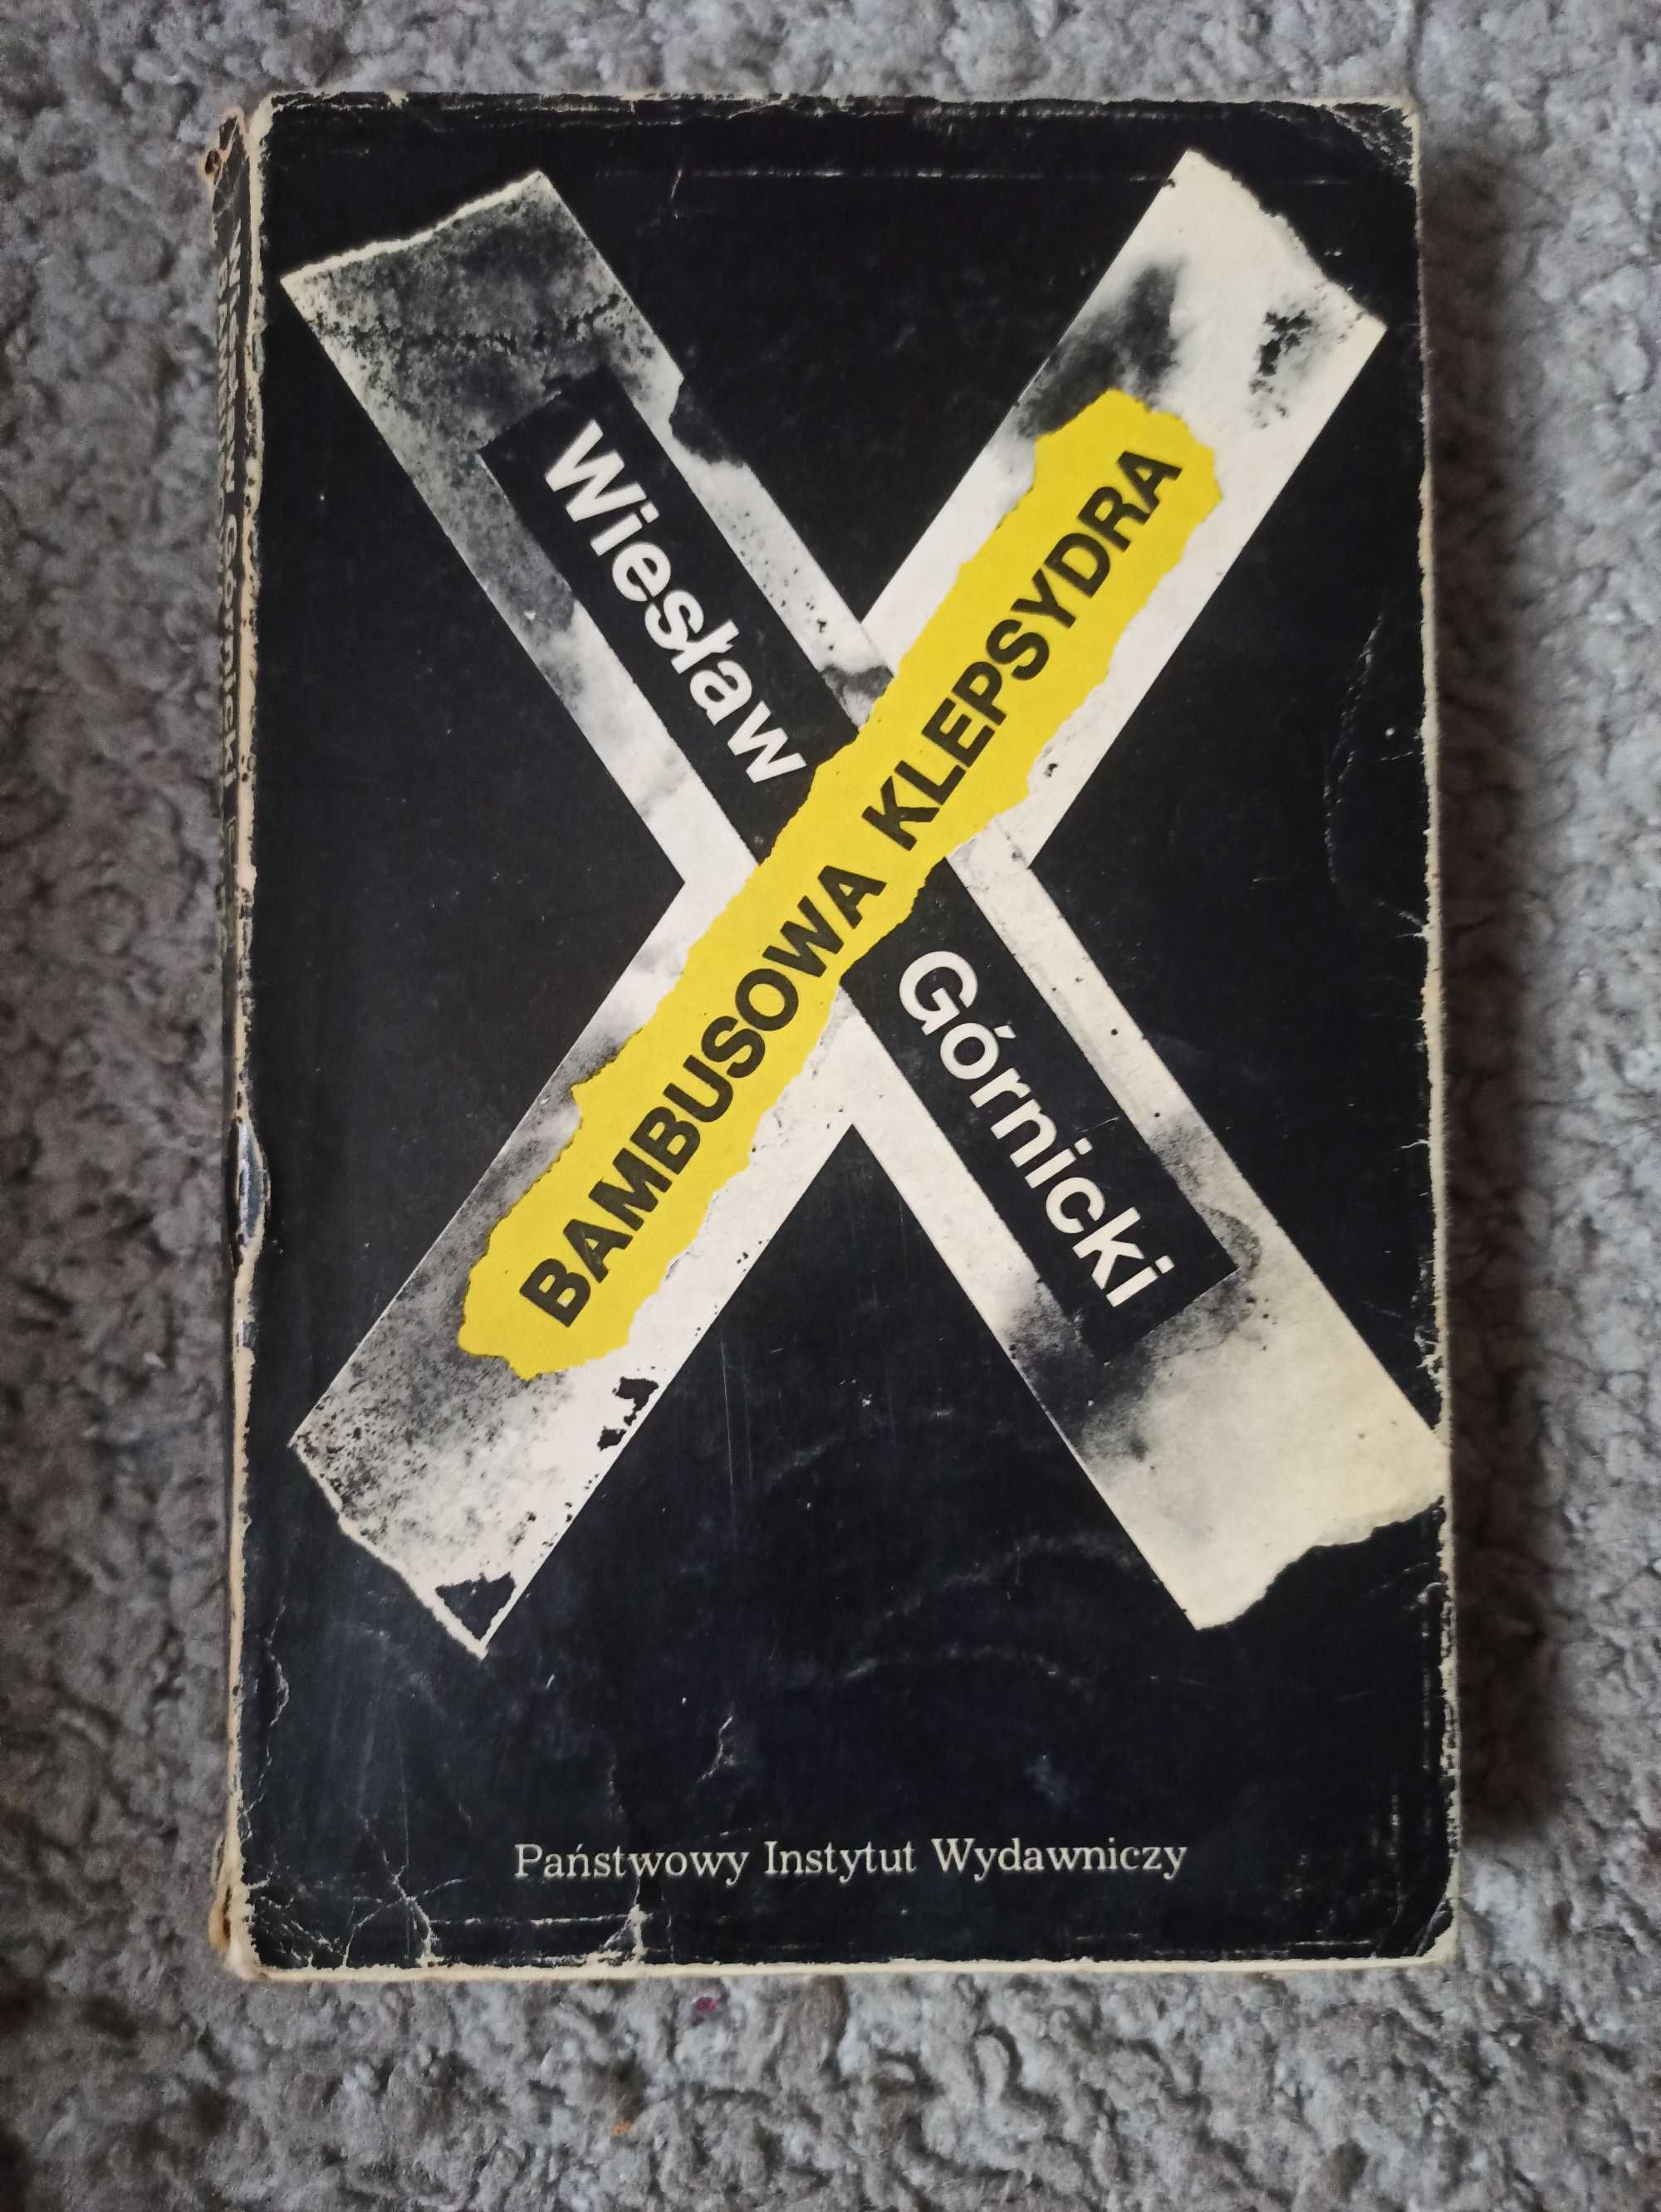 Wiesław
Górnicki
BAMBUSOWA KLEPSYDRA
Państwowy Instytut Wydawniczy